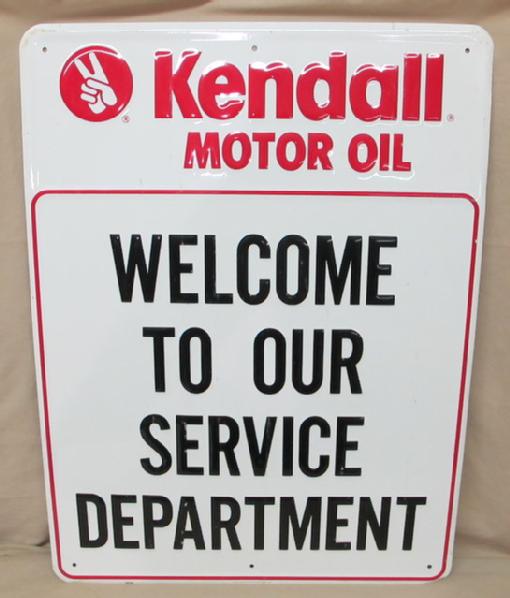 Kendall®
MOTOR OIL
WELCOME
TO OUR
SERVICE
DEPARTMENT